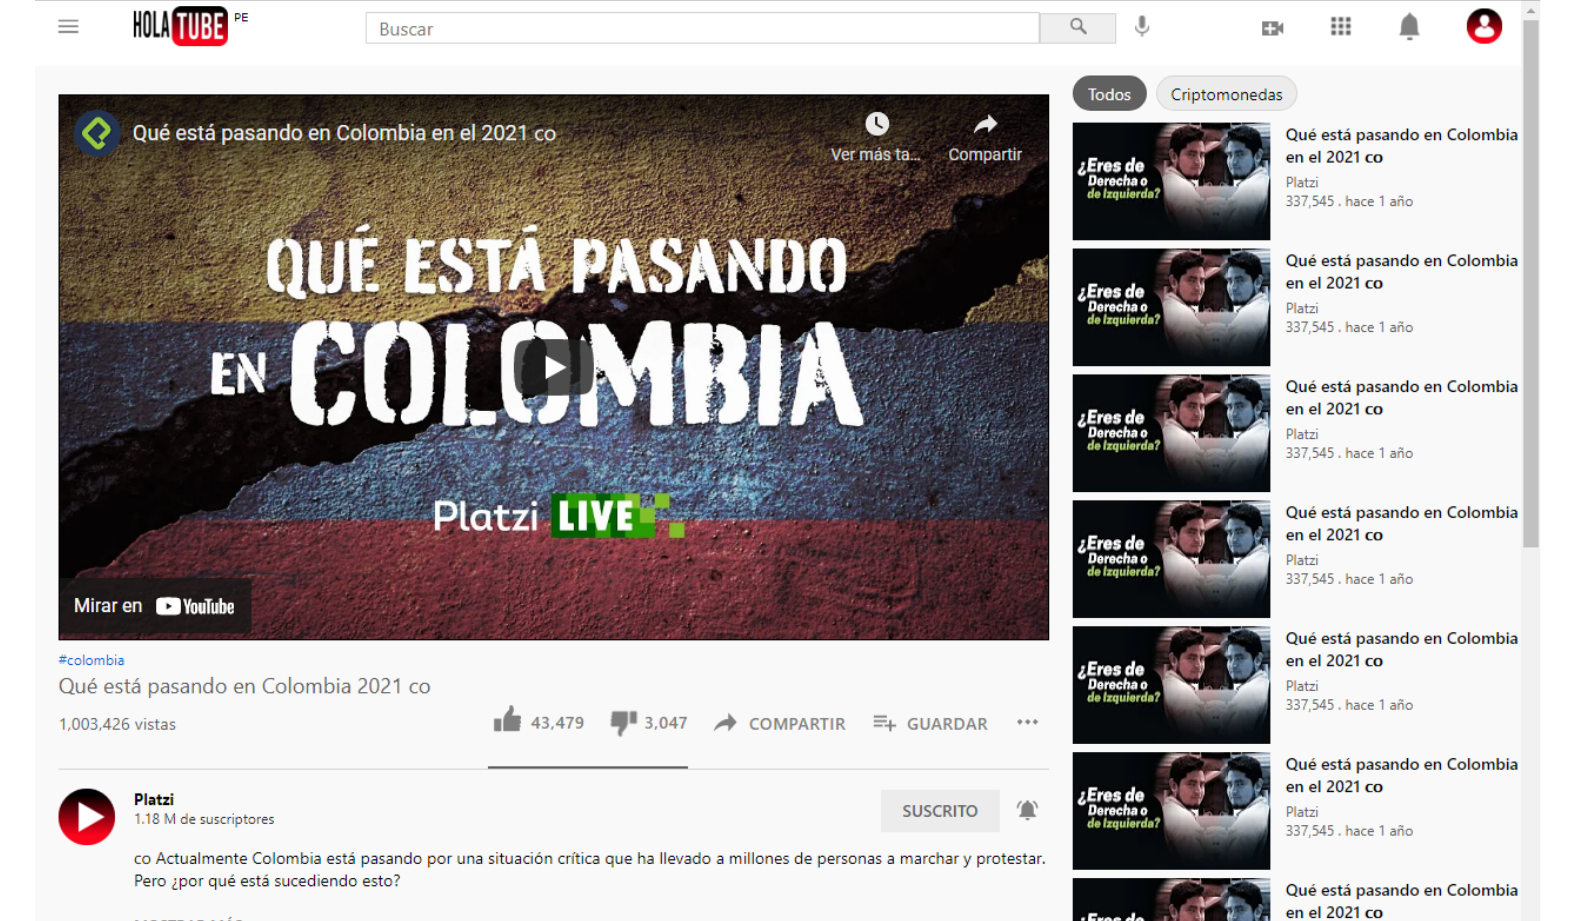 HOLA TUBE PE
Buscar
Todos
Criptomonedas
Qué está pasando en Colombia en el 2021 co
Ver más ta...
Compartir
QUÉ ESTÁ PASANDO
EN COLOMBIA
Platzi LIVE
Mirar en YouTube
#colombia
Qué está pasando en Colombia 2021 co
1,003,426 vistas
43,479
3,047
COMPARTIR
GUARDAR
Platzi
1.18 M de suscriptores
SUSCRITO
co Actualmente Colombia está pasando por una situación crítica que ha llevado a millones de personas a marchar y protestar.
Pero ¿por qué está sucediendo esto?
MOSTRAR MÁS
¿Eres de
Derecha o
de Izquierda?
Qué está pasando en Colombia
en el 2021 co
Platzi
337,545 . hace 1 año
¿Eres de
Derecha o
de Izquierda?
Qué está pasando en Colombia
en el 2021 co
Platzi
337,545 . hace 1 año
¿Eres de
Derecha o
de Izquierda?
Qué está pasando en Colombia
en el 2021 co
Platzi
337,545 . hace 1 año
¿Eres de
Derecha o
de Izquierda?
Qué está pasando en Colombia
en el 2021 co
Platzi
337,545 . hace 1 año
¿Eres de
Derecha o
de Izquierda?
Qué está pasando en Colombia
en el 2021 co
Platzi
337,545 . hace 1 año
¿Eres de
Derecha o
de Izquierda?
Qué está pasando en Colombia
en el 2021 co
Platzi
337,545 . hace 1 año
¿Eres de
Qué está pasando en Colombia
en el 2021 co